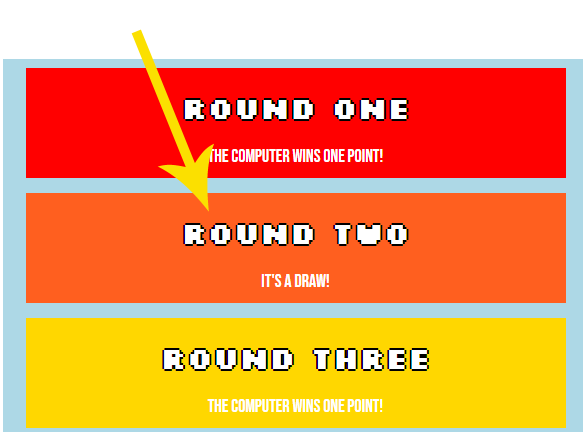 ROUND ONE
THE COMPUTER WINS ONE POINT!
ROUND TWO
IT'S A DRAW!
ROUND THREE
THE COMPUTER WINS ONE POINT!